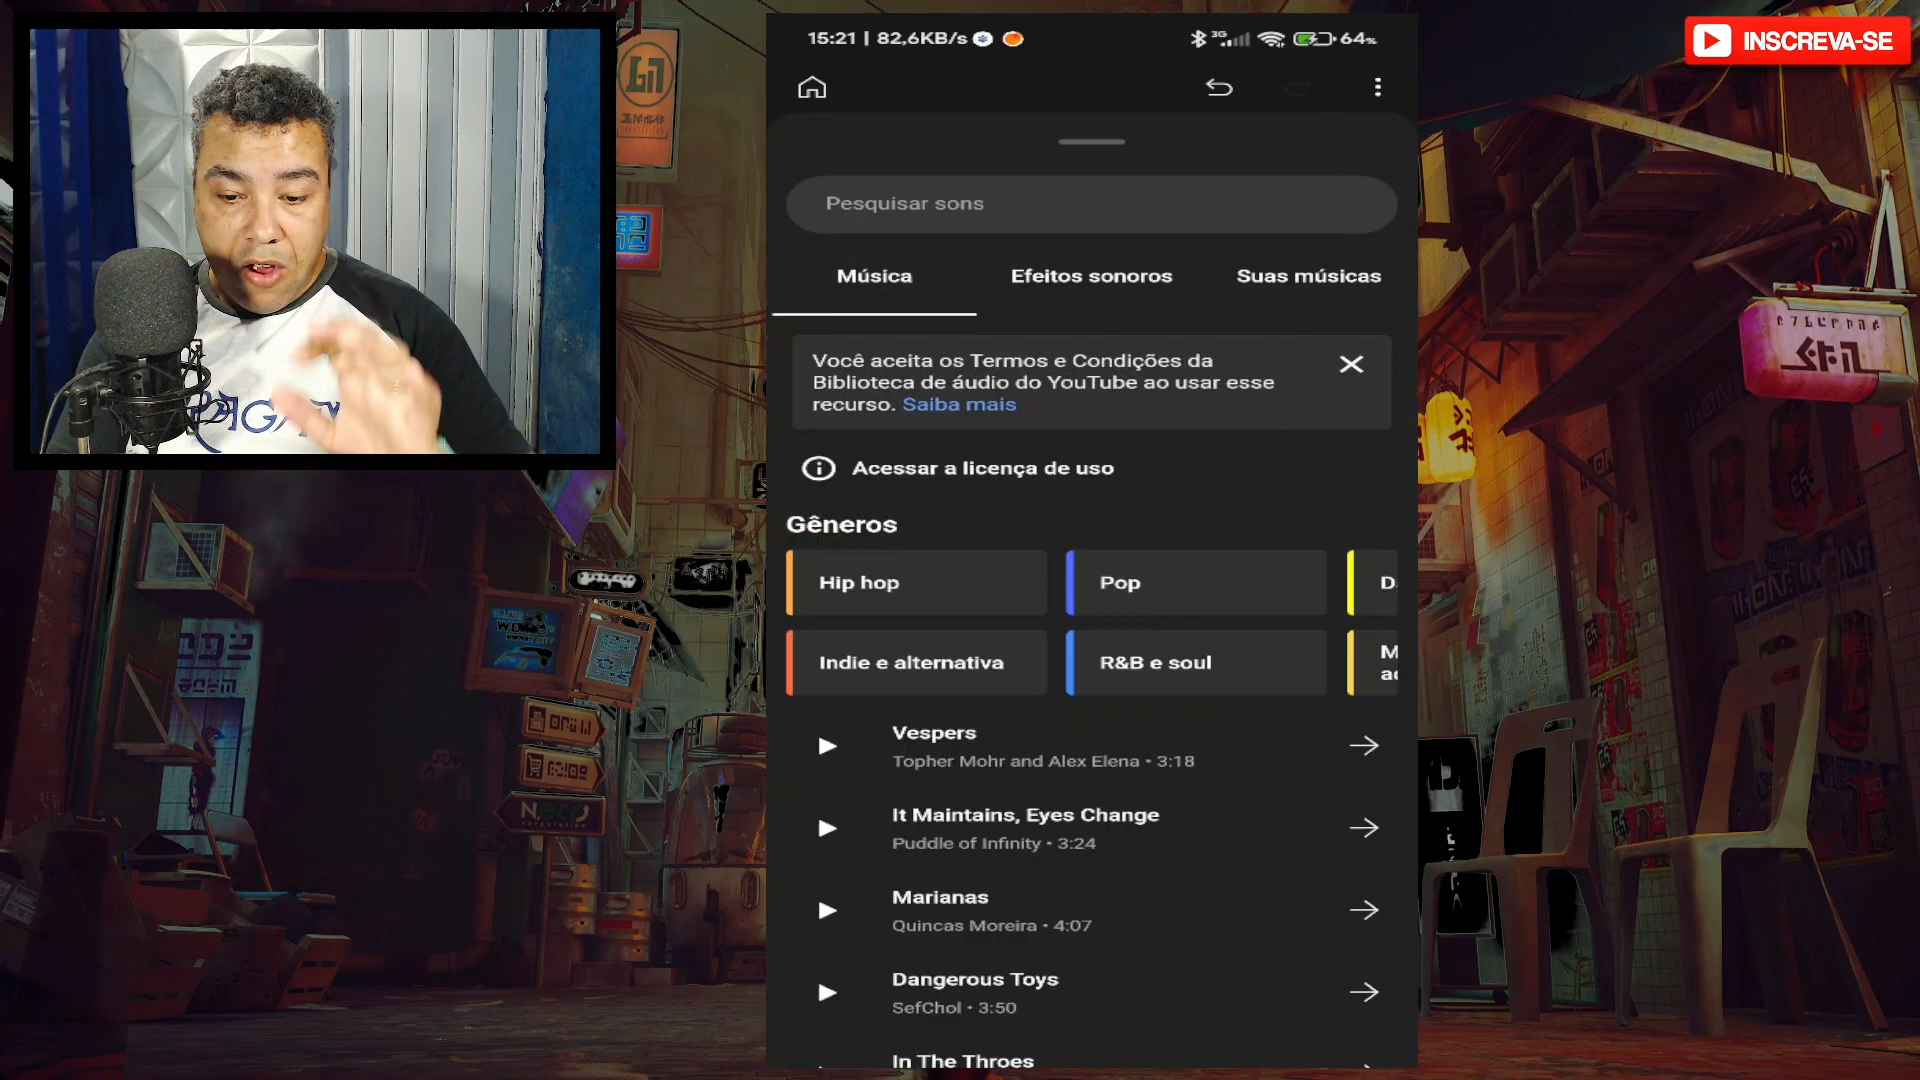 INSCREVA-SE
15:21 | 82,6KB/s
3G
64%
Pesquisar sons
Música
Efeitos sonoros
Suas músicas
Você aceita os Termos e Condições da
Biblioteca de áudio do YouTube ao usar esse
recurso. Saiba mais
Acessar a licença de uso
Gêneros
Hip hop
Pop
D
Indie e alternativa
R&B e soul
M
Vespers
Topher Mohr and Alex Elena • 3:18
It Maintains, Eyes Change
Puddle of Infinity • 3:24
Marianas
Quincas Moreira • 4:07
Dangerous Toys
SefChol • 3:50
In The Throes